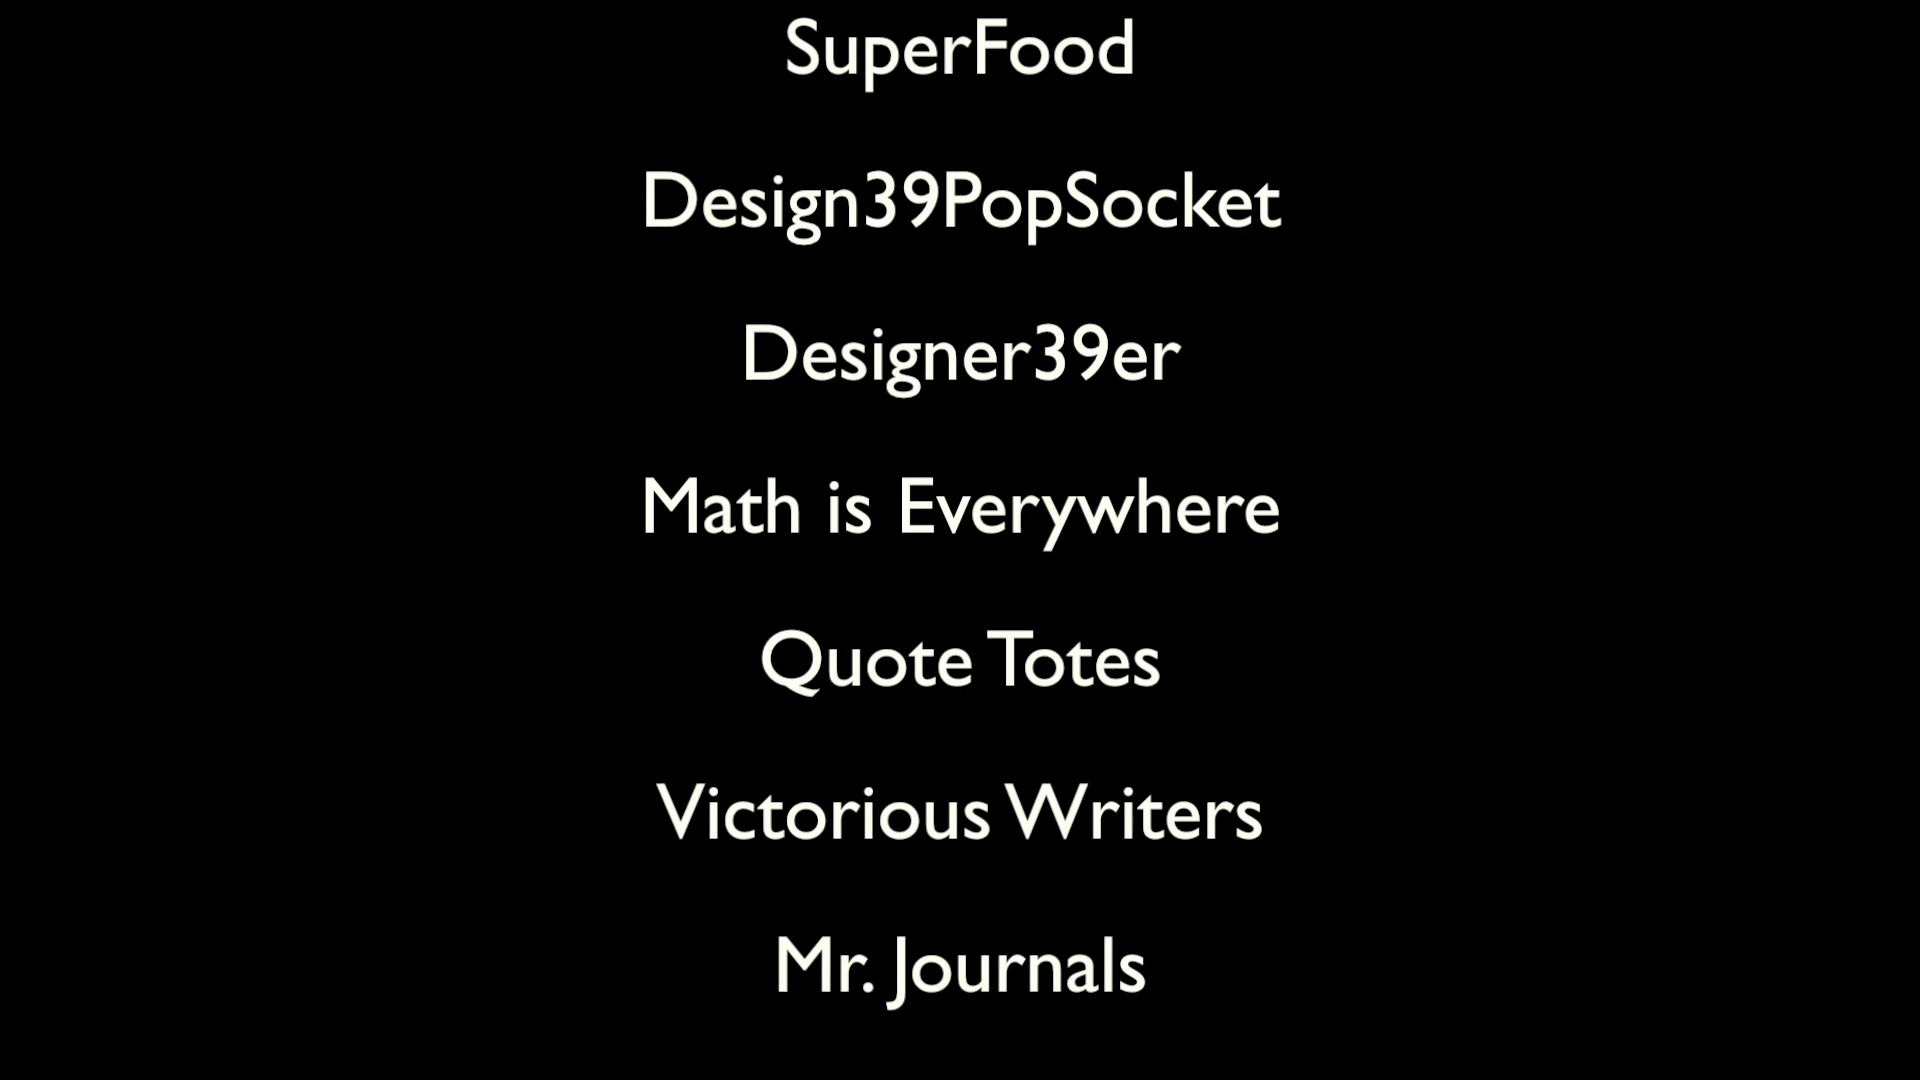 SuperFood
Design39PopSocket
Designer39er
Math is Everywhere
Quote Totes
Victorious Writers
Mr. Journals